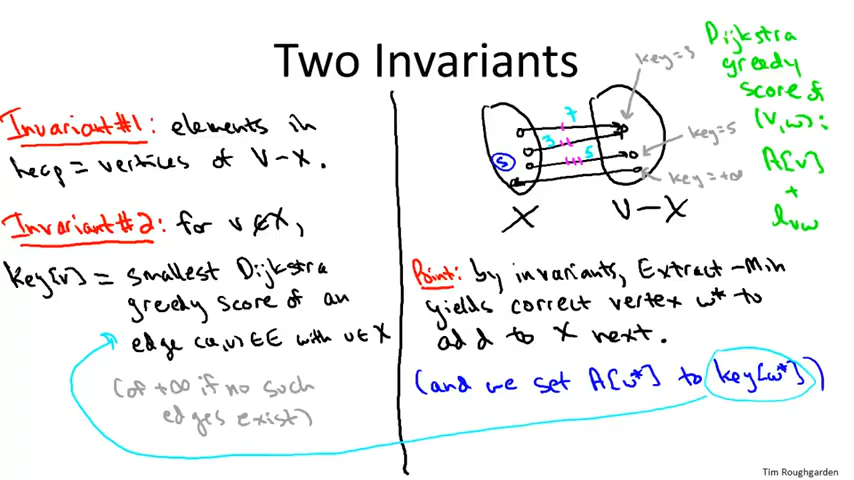 Two Invariants
Invariant #1: elements in
heap = vertices of V-X.
Invariant #2: for v∉X,
key[v] = smallest Dijkstra
greedy score of an
edge (u,v)∈E with u∈X
(of +∞ if no such
edges exist)
7
3
5
S
X
V-X
key=3
key=5
key=+∞
Dijkstra
greedy
score of
(v,w):
A[v]
+
lvw
Point: by invariants, Extract-Min
yields correct vertex w* to
add to X next.
(and we set A[w*] to key[w*])
Tim Roughgarden